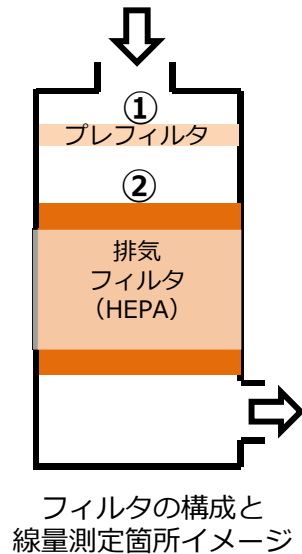 ①
プレフィルタ
②
排気
フィルタ
（HEPA）
フィルタの構成と
線量測定箇所イメージ